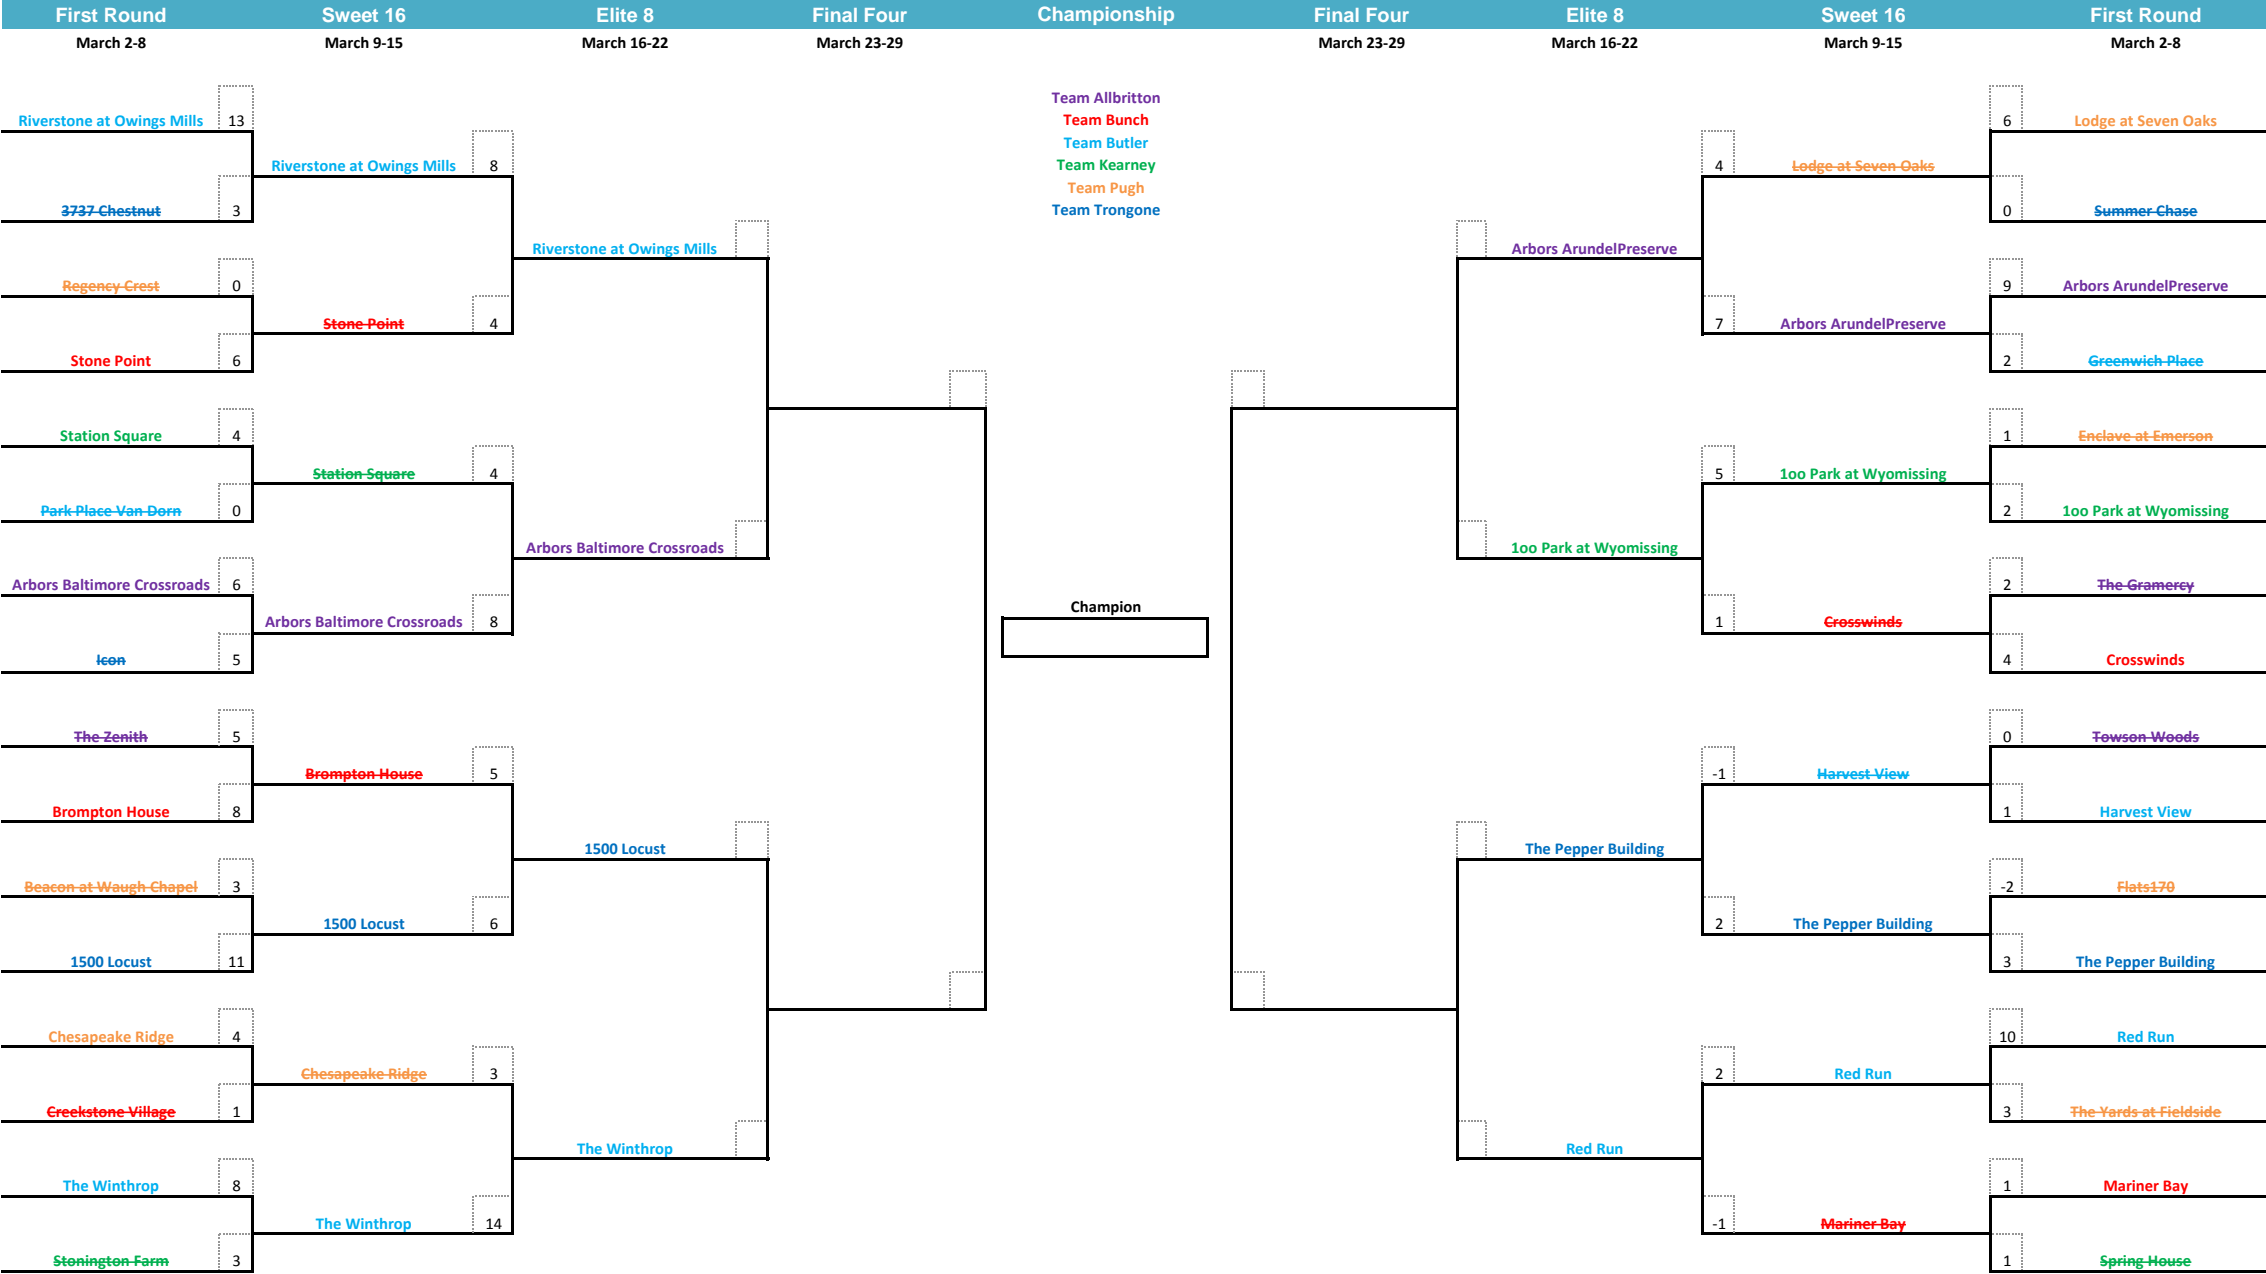 First Round Sweet 16 Elite 8 Final Four Championship Final Four Elite 8 Sweet 16 First Round
March 2-8 March 9-15 March 16-22 March 23-29 March 23-29 March 16-22 March 9-15 March 2-8
Team Allbritton
Riverstone at Owings Mills 13 Team Bunch 6 Lodge at Seven Oaks
Team Butler
Riverstone at Owings Mills 8 Team Kearney 4 Lodge at Seven Oaks
Team Pugh
3737 Chestnut 3 Team Trongone 0 Summer Chase
Riverstone at Owings Mills Arbors ArundelPreserve
Regency Crest 0 9 Arbors ArundelPreserve
Stone Point 4 7 Arbors ArundelPreserve
Stone Point 6 2 Greenwich Place
Station Square 4 1 Enclave at Emerson
Station Square 4 5 1oo Park at Wyomissing
Park Place Van Dorn 0 2 1oo Park at Wyomissing
Arbors Baltimore Crossroads 1oo Park at Wyomissing
Arbors Baltimore Crossroads 6 2 The Gramercy
Champion
Arbors Baltimore Crossroads 8 1 Crosswinds
Icon 5 4 Crosswinds
The Zenith 5 0 Towson Woods
Brompton House 5 -1 Harvest View
Brompton House 8 1 Harvest View
1500 Locust The Pepper Building
Beacon at Waugh Chapel 3 -2 Flats170
1500 Locust 6 2 The Pepper Building
1500 Locust 11 3 The Pepper Building
Chesapeake Ridge 4 10 Red Run
Chesapeake Ridge 3 2 Red Run
Creekstone Village 1 3 The Yards at Fieldside
The Winthrop Red Run
The Winthrop 8 1 Mariner Bay
The Winthrop 14 -1 Mariner Bay
Stonington Farm 3 1 Spring House